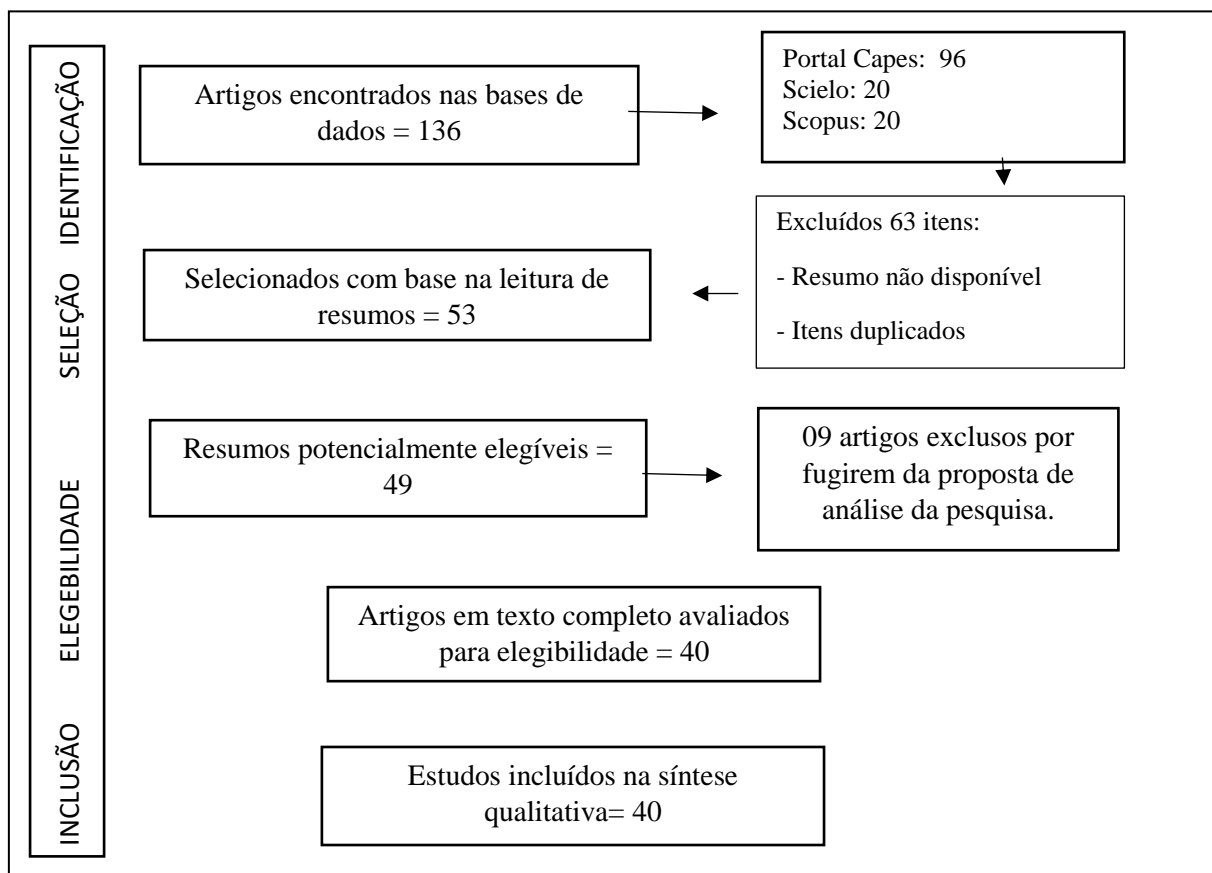 IDENTIFICAÇÃO
Artigos encontrados nas bases de
dados = 136
Portal Capes:  96
Scielo: 20
Scopus: 20
Excluídos 63 itens:
- Resumo não disponível
- Itens duplicados
SELEÇÃO
Selecionados com base na leitura de
resumos = 53
ELEGEBILIDADE
Resumos potencialmente elegíveis =
49
09 artigos exclusos por
fugirem da proposta de
análise da pesquisa.
Artigos em texto completo avaliados
para elegibilidade = 40
INCLUSÃO
Estudos incluídos na síntese
qualitativa= 40